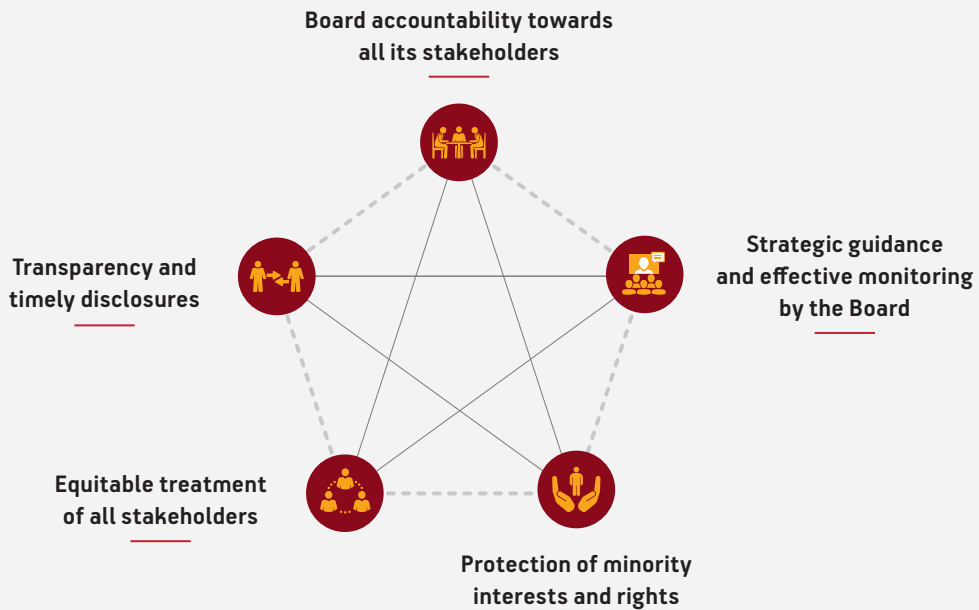 Board accountability towards
all its stakeholders
Transparency and
timely disclosures
Strategic guidance
and effective monitoring
by the Board
Equitable treatment
of all stakeholders
Protection of minority
interests and rights